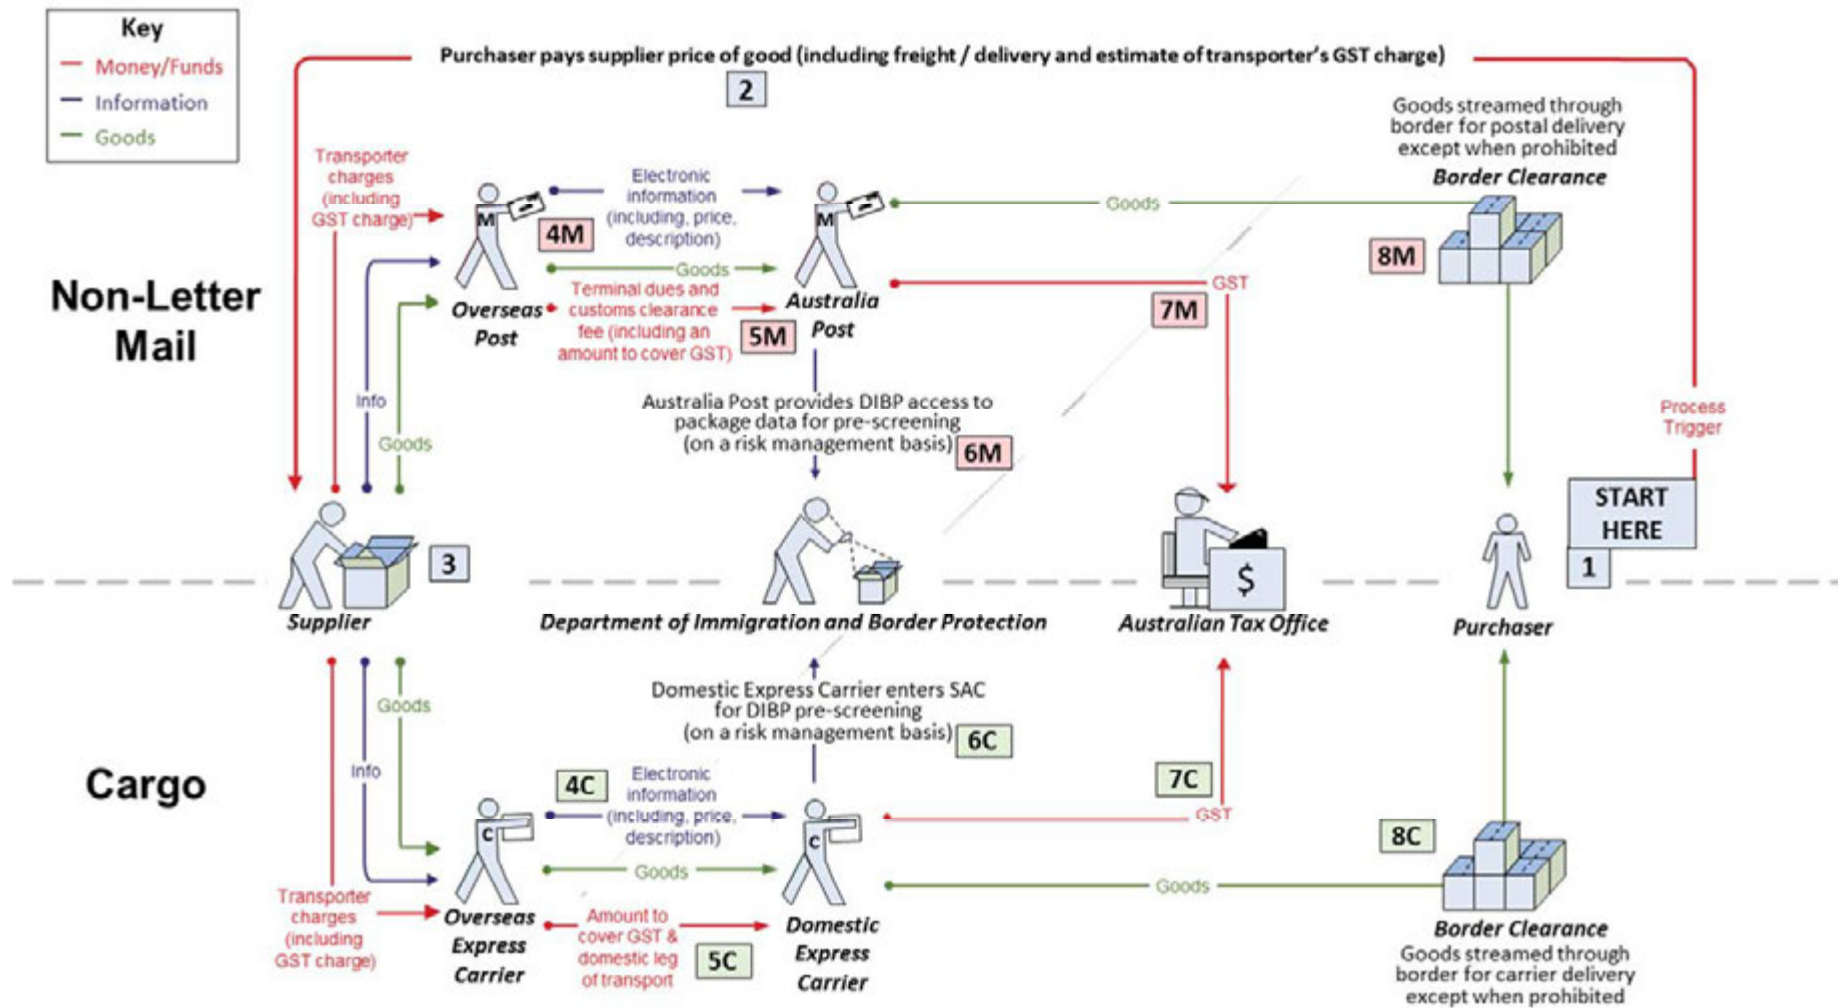 Key
Money/Funds
Information
Goods
Purchaser pays supplier price of good (including freight / delivery and estimate of transporter's GST charge)
2
Goods streamed through
border for postal delivery
except when prohibited
Border Clearance
Transporter
charges
(including
GST charge)
M
4M
Electronic
information
(including, price,
description)
M
Goods
8M
Non-Letter
Mail
Overseas
Post
Goods
Terminal dues and
customs clearance
fee (including an
amount to cover GST)
5M
Australia
Post
GST
7M
Info
Goods
Australia Post provides DIBP access to
package data for pre-screening
(on a risk management basis)
6M
Process
Trigger
START
HERE
1
3
$
Supplier
Department of Immigration and Border Protection
Australian Tax Office
Purchaser
Goods
Info
Domestic Express Carrier enters SAC
for DIBP pre-screening
(on a risk management basis)
6C
Cargo
4C
Electronic
information
(including, price,
description)
C
C
7C
GST
8C
Goods
Goods
Transporter
charges
(including
GST charge)
Overseas
Express
Carrier
Amount to
cover GST &
domestic leg
of transport
5C
Domestic
Express
Carrier
Border Clearance
Goods streamed through
border for carrier delivery
except when prohibited